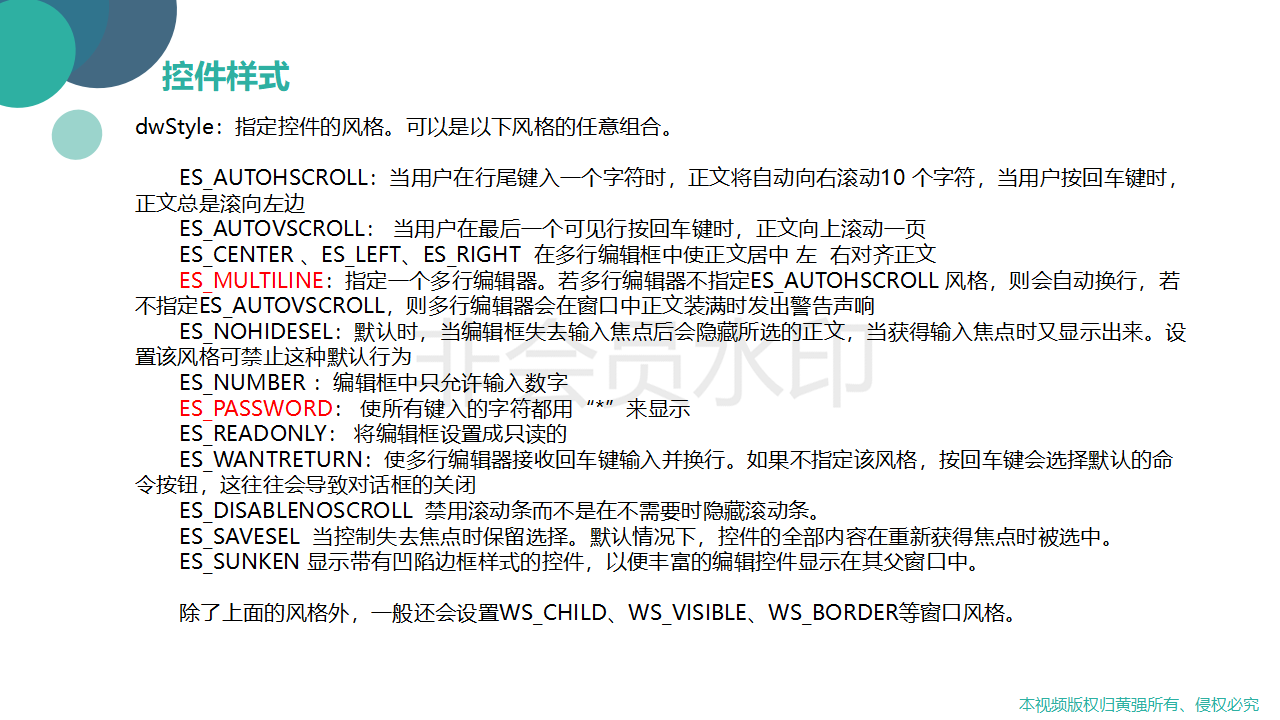 控件样式
dwStyle：指定控件的风格。可以是以下风格的任意组合。
ES_AUTOHSCROLL：当用户在行尾键入一个字符时，正文将自动向右滚动10 个字符，当用户按回车键时，
正文总是滚向左边
ES_AUTOVSCROLL： 当用户在最后一个可见行按回车键时，正文向上滚动一页
ES_CENTER 、ES_LEFT、ES_RIGHT 在多行编辑框中使正文居中 左 右对齐正文
ES_MULTILINE：指定一个多行编辑器。若多行编辑器不指定ES_AUTOHSCROLL 风格，则会自动换行，若
不指定ES_AUTOVSCROLL，则多行编辑器会在窗口中正文装满时发出警告声响
ES_NOHIDESEL：默认时，当编辑框失去输入焦点后会隐藏所选的正文，当获得输入焦点时又显示出来。设
置该风格可禁止这种默认行为
非会员水印
ES_NUMBER ：编辑框中只允许输入数字
ES_PASSWORD： 使所有键入的字符都用“*”来显示
ES_READONLY： 将编辑框设置成只读的
ES_WANTRETURN：使多行编辑器接收回车键输入并换行。如果不指定该风格，按回车键会选择默认的命
令按钮，这往往会导致对话框的关闭
ES_DISABLENOSCROLL 禁用滚动条而不是在不需要时隐藏滚动条。
ES_SAVESEL 当控制失去焦点时保留选择。默认情况下，控件的全部内容在重新获得焦点时被选中。
ES_SUNKEN 显示带有凹陷边框样式的控件，以便丰富的编辑控件显示在其父窗口中。
除了上面的风格外，一般还会设置WS_CHILD、WS_VISIBLE、WS_BORDER等窗口风格。
本视频版权归黄强所有、侵权必究